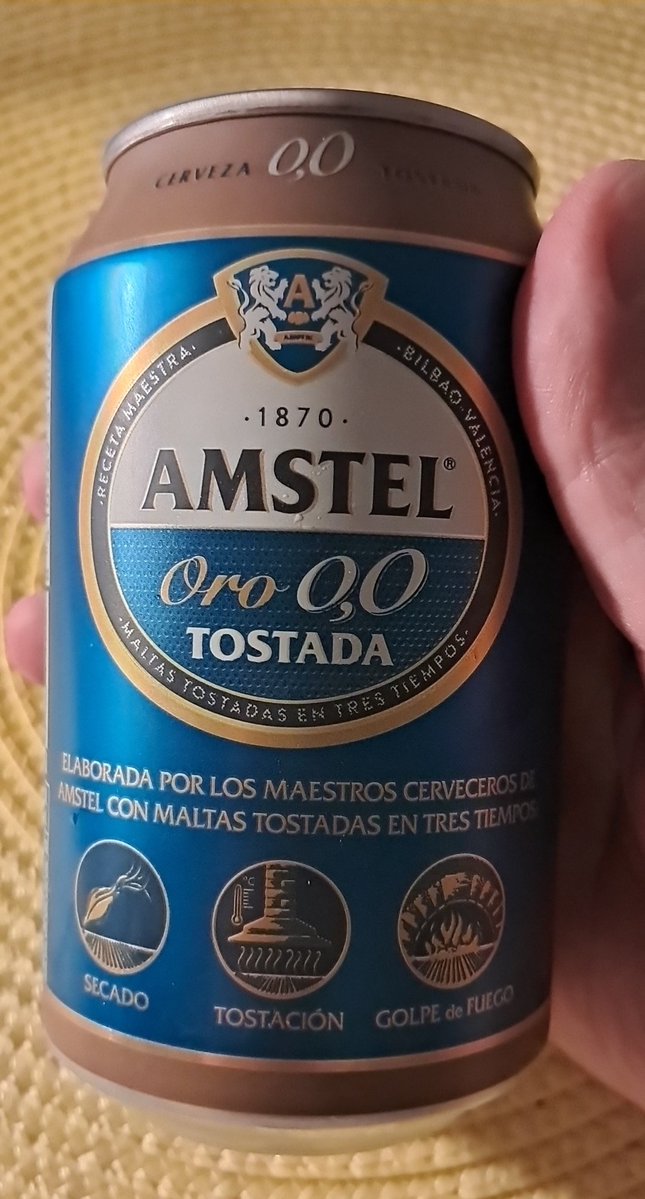 CERVEZA 0,0 TOSTADA
A
·RECETA MAESTRA·
·BILBAO-VALENCIA·
·1870·
AMSTEL®
Oro 0,0
TOSTADA
·MALTAS TOSTADAS EN TRES TIEMPOS·
ELABORADA POR LOS MAESTROS CERVECEROS DE
AMSTEL CON MALTAS TOSTADAS EN TRES TIEMPOS:
°C
SECADO
TOSTACIÓN
GOLPE de FUEGO